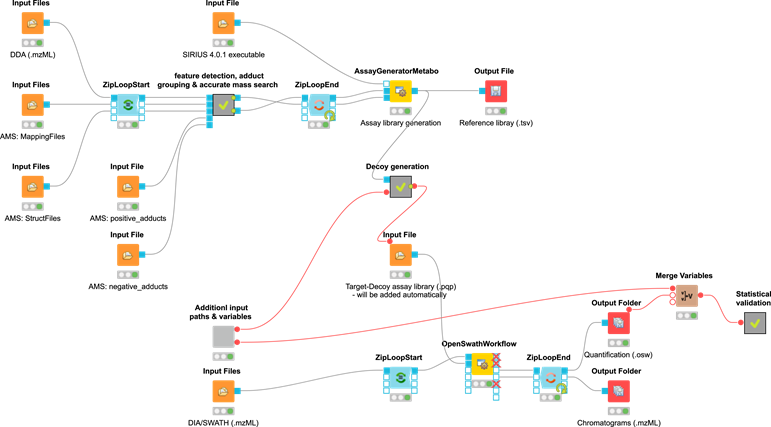 Input Files
DDA (.mzML)
Input File
SIRIUS 4.0.1 executable
Input Files
AMS: MappingFiles
ZipLoopStart
feature detection, adduct
grouping & accurate mass search
ZipLoopEnd
AssayGeneratorMetabo
Assay library generation
Output File
Reference libray (.tsv)
Input Files
AMS: StructFiles
Input File
AMS: positive_adducts
Decoy generation
Input File
AMS: negative_adducts
Input File
Target-Decoy assay library (.pqp)
- will be added automatically
Additionl input
paths & variables
Merge Variables
Statistical
validation
Output Folder
Quantification (.osw)
Input Files
DIA/SWATH (.mzML)
ZipLoopStart
OpenSwathWorkflow
ZipLoopEnd
Output Folder
Chromatograms (.mzML)